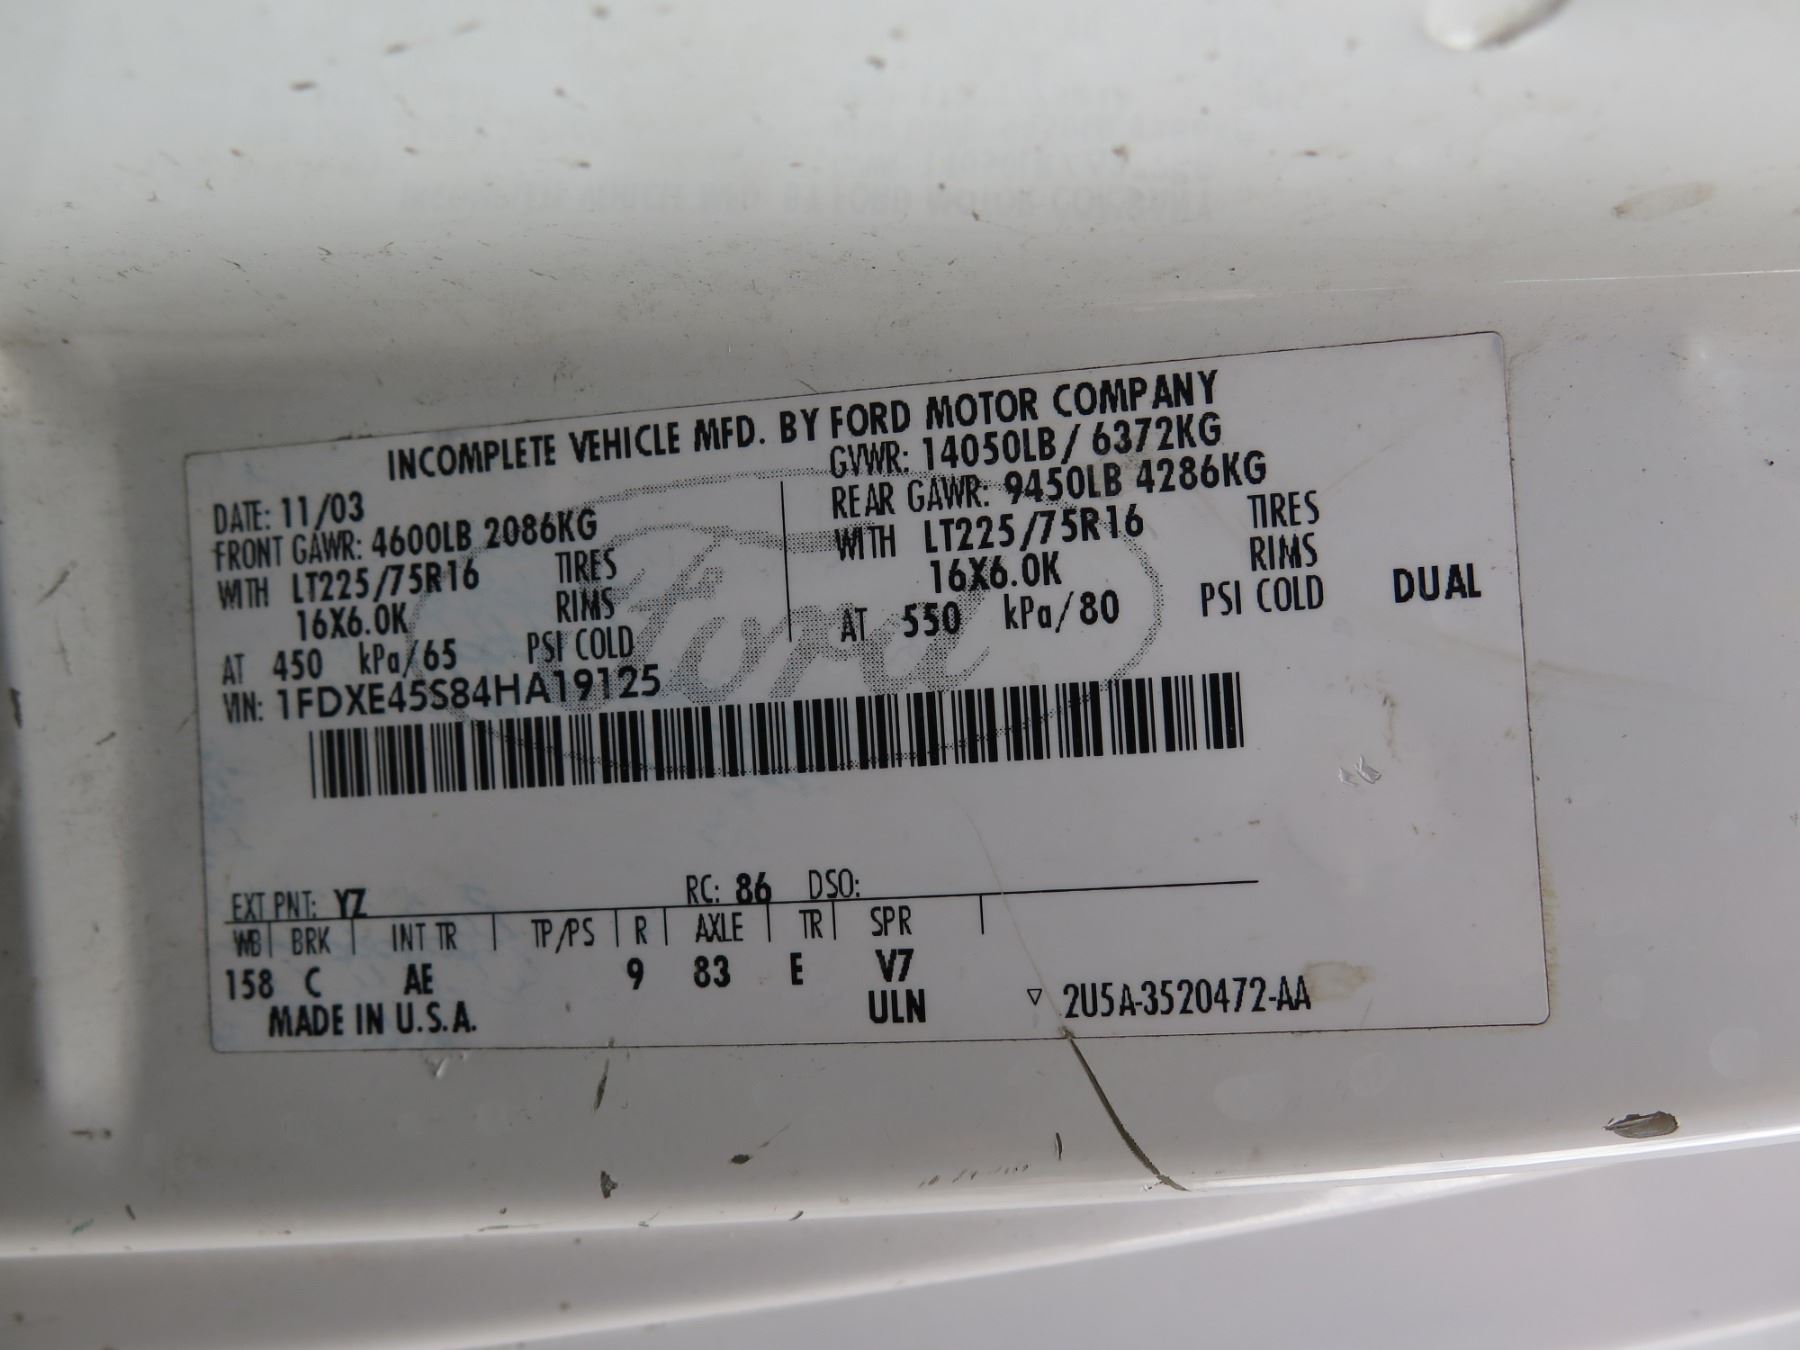 INCOMPLETE VEHICLE MFD. BY FORD MOTOR COMPANY
DATE: 11/03
GVWR: 14050LB/ 6372KG
FRONT GAWR: 4600LB 2086KG
REAR GAWR: 9450LB 4286KG
WITH LT225/75R16 TIRES
16X6.0K RIMS
AT 450 kPa/65 PSI COLD
WITH LT225/75R16 TIRES
16X6.0K RIMS
AT 550 kPa/80 PSI COLD DUAL
VIN: 1FDXE45S84HA19125
Ford
EXT PNT: YZ RC: 86 DSO:
WB BRK INT TR TP/PS R AXLE TR SPR
158 C AE 9 83 E V7
MADE IN U.S.A. ULN ▽ 2U5A-3520472-AA